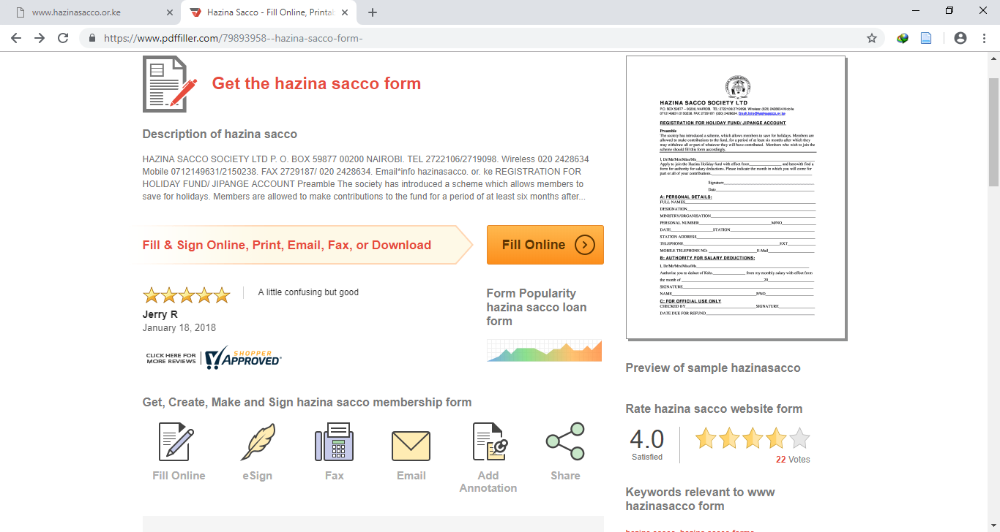 www.hazinasacco.or.ke
Hazina Sacco - Fill Online, Printab
https://www.pdffiller.com/79893958--hazina-sacco-form-
Get the hazina sacco form
Description of hazina sacco
HAZINA SACCO SOCIETY LTD P. O. BOX 59877 00200 NAIROBI. TEL 2722106/2719098. Wireless 020 2428634
Mobile 0712149631/2150238. FAX 2729187/ 020 2428634. Email*info hazinasacco. or. ke REGISTRATION FOR
HOLIDAY FUND/ JIPANGE ACCOUNT Preamble The society has introduced a scheme which allows members to
save for holidays. Members are allowed to make contributions to the fund for a period of at least six months after...
Fill & Sign Online, Print, Email, Fax, or Download
Fill Online
A little confusing but good
Jerry R
January 18, 2018
CLICK HERE FOR
MORE REVIEWS
SHOPPER
APPROVED
Form Popularity
hazina sacco loan
form
Get, Create, Make and Sign hazina sacco membership form
Fill Online
eSign
Fax
Email
Add
Annotation
Share
HAZINA SACCO SOCIETY LTD
P.O. BOX 59877 – 00200, NAIROBI. TEL: 2722106/ 2719098. Wireless: (020) 2428634 Mobile
0712149631/2150238. FAX: 2729187/ (020) 2428634. Email: info@hazinasacco.or.ke
REGISTRATION FOR HOLIDAY FUND/ JIPANGE ACCOUNT
Preamble
The society has introduced a scheme, which allows members to save for holidays. Members are
allowed to make contributions to the fund, for a period of at least six months after which they
may withdraw all or part of whatever they will have contributed. Members who wish to join the
scheme should fill this form accordingly.
I, Dr/Mr/Mrs/Miss/Ms
Apply to join the Hazina Holiday fund with effect from and herewith find a
form for authority for salary deductions. Please indicate the month in which you will come for
part or all of your contributions.
Signature
Date
A: PERSONAL DETAILS:
FULL NAMES
DESIGNATION
MINISTRY/ORGANISATION
PERSONAL NUMBER M/NO
DATE STATION
STATION ADDRESS
TELEPHONE EXT
MOBILE TELEPHONE NO: E-Mail
B: AUTHORITY FOR SALARY DEDUCTIONS:
I, Dr/Mr/Mrs/Miss/Ms
Authorise you to deduct of Kshs. from my monthly salary with effect from
the month of 20
SIGNATURE
NAME P/NO
C: FOR OFFICIAL USE ONLY
CHECKED BY SIGNATURE
DATE DUE FOR REFUND
Preview of sample hazinasacco
Rate hazina sacco website form
4.0
Satisfied
22 Votes
Keywords relevant to www
hazinasacco form
hazina sacco, hazina sacco forms